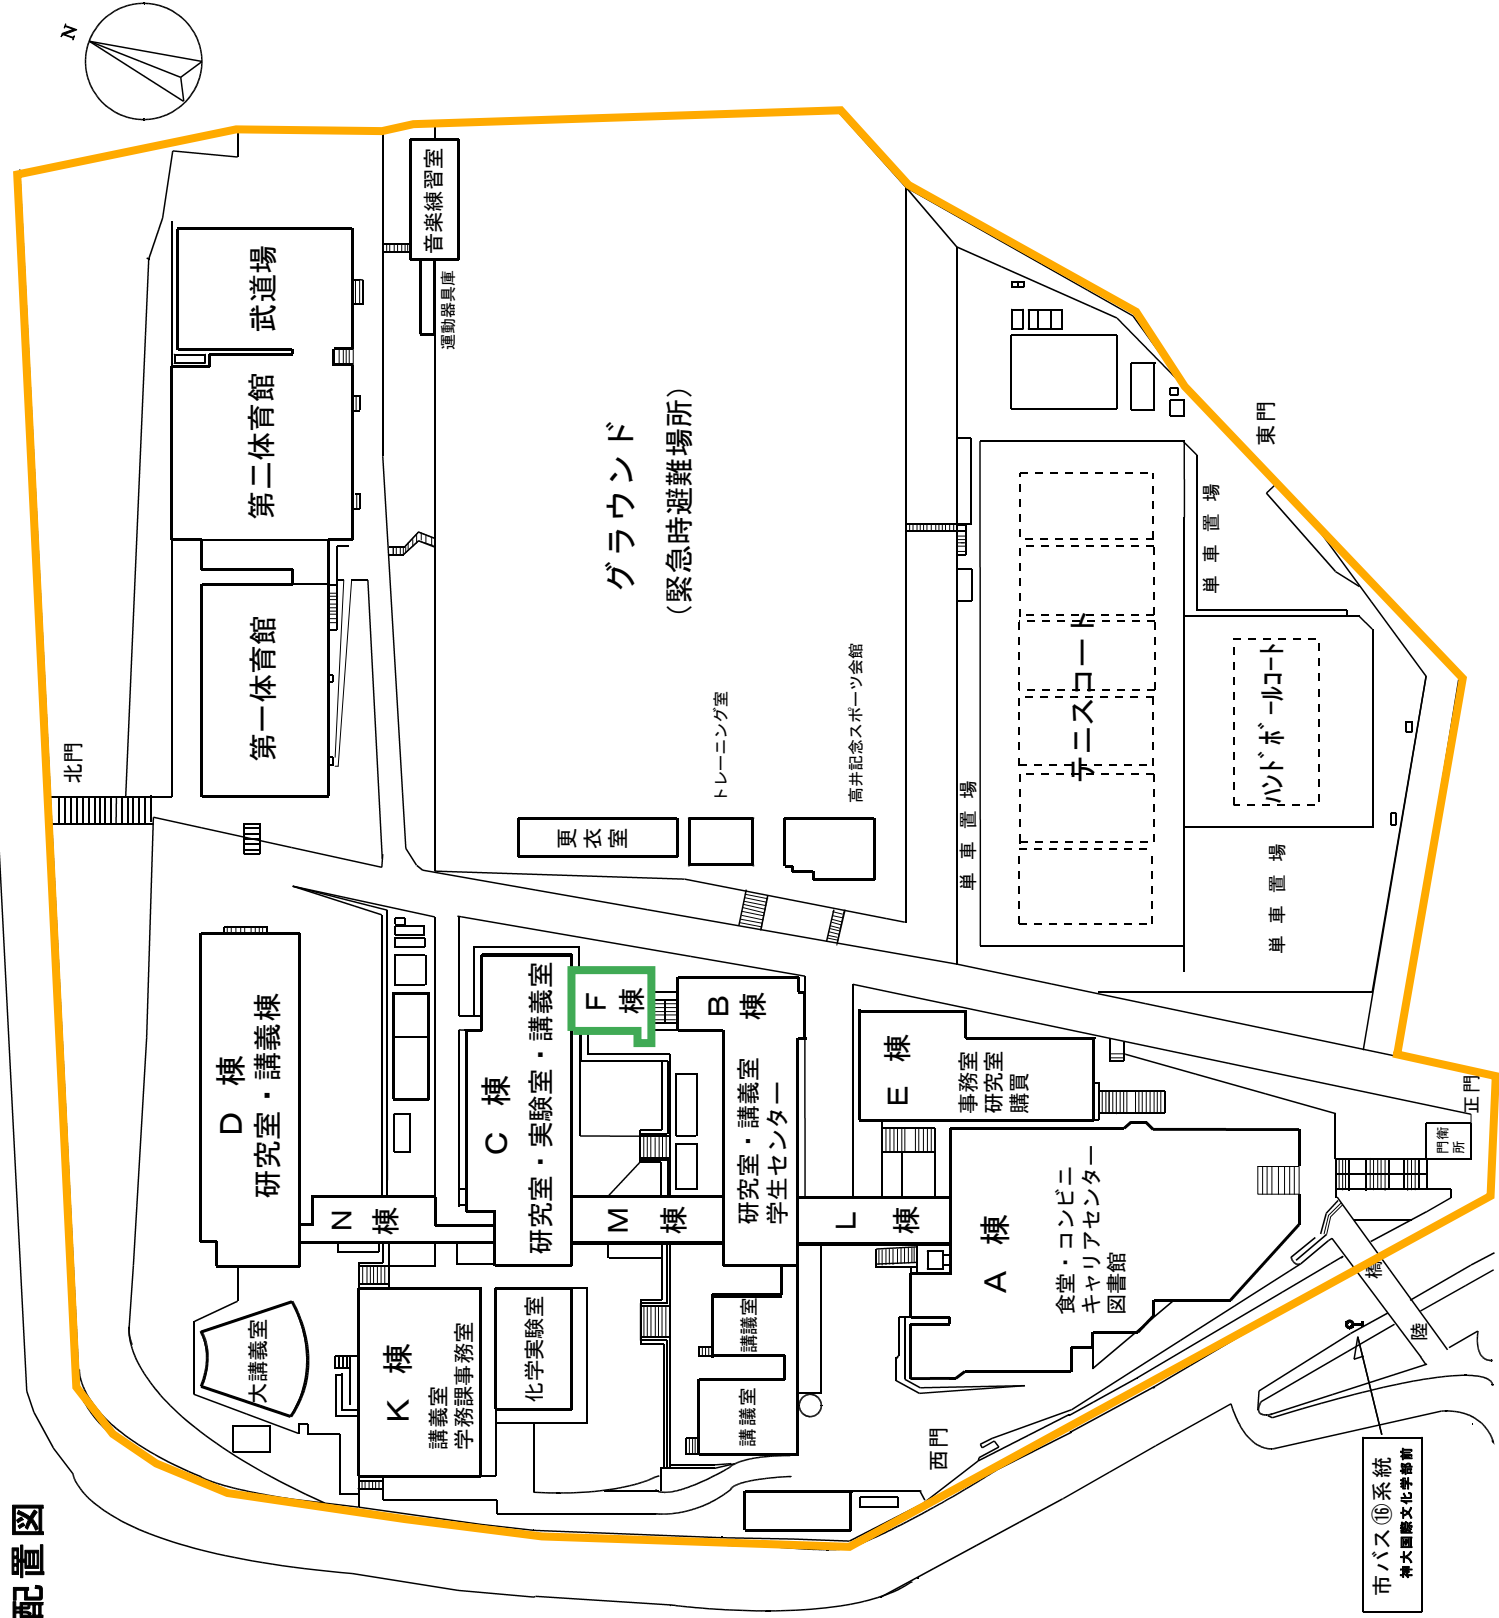 配置図
N
北門
武道場
第二体育館
第一体育館
音楽練習室
運動器具庫
グラウンド
(緊急時避難場所)
トレーニング室
高井記念スポーツ会館
更衣室
テニスコート
ハンドボールコート
単車置場
単車置場
単車置場
東門
D棟
研究室・講義棟
C棟
研究室・実験室・講義室
F棟
B棟
研究室・講義室
学生センター
E棟
事務室
研究室
購買
N棟
M棟
L棟
A棟
食堂・コンビニ
キャリアセンター
図書館
大講義室
K棟
講義室
学務課事務室
化学実験室
講議室
講議室
西門
正門
門衛所
陸橋
市バス⑯系統
神大国際文化学部前